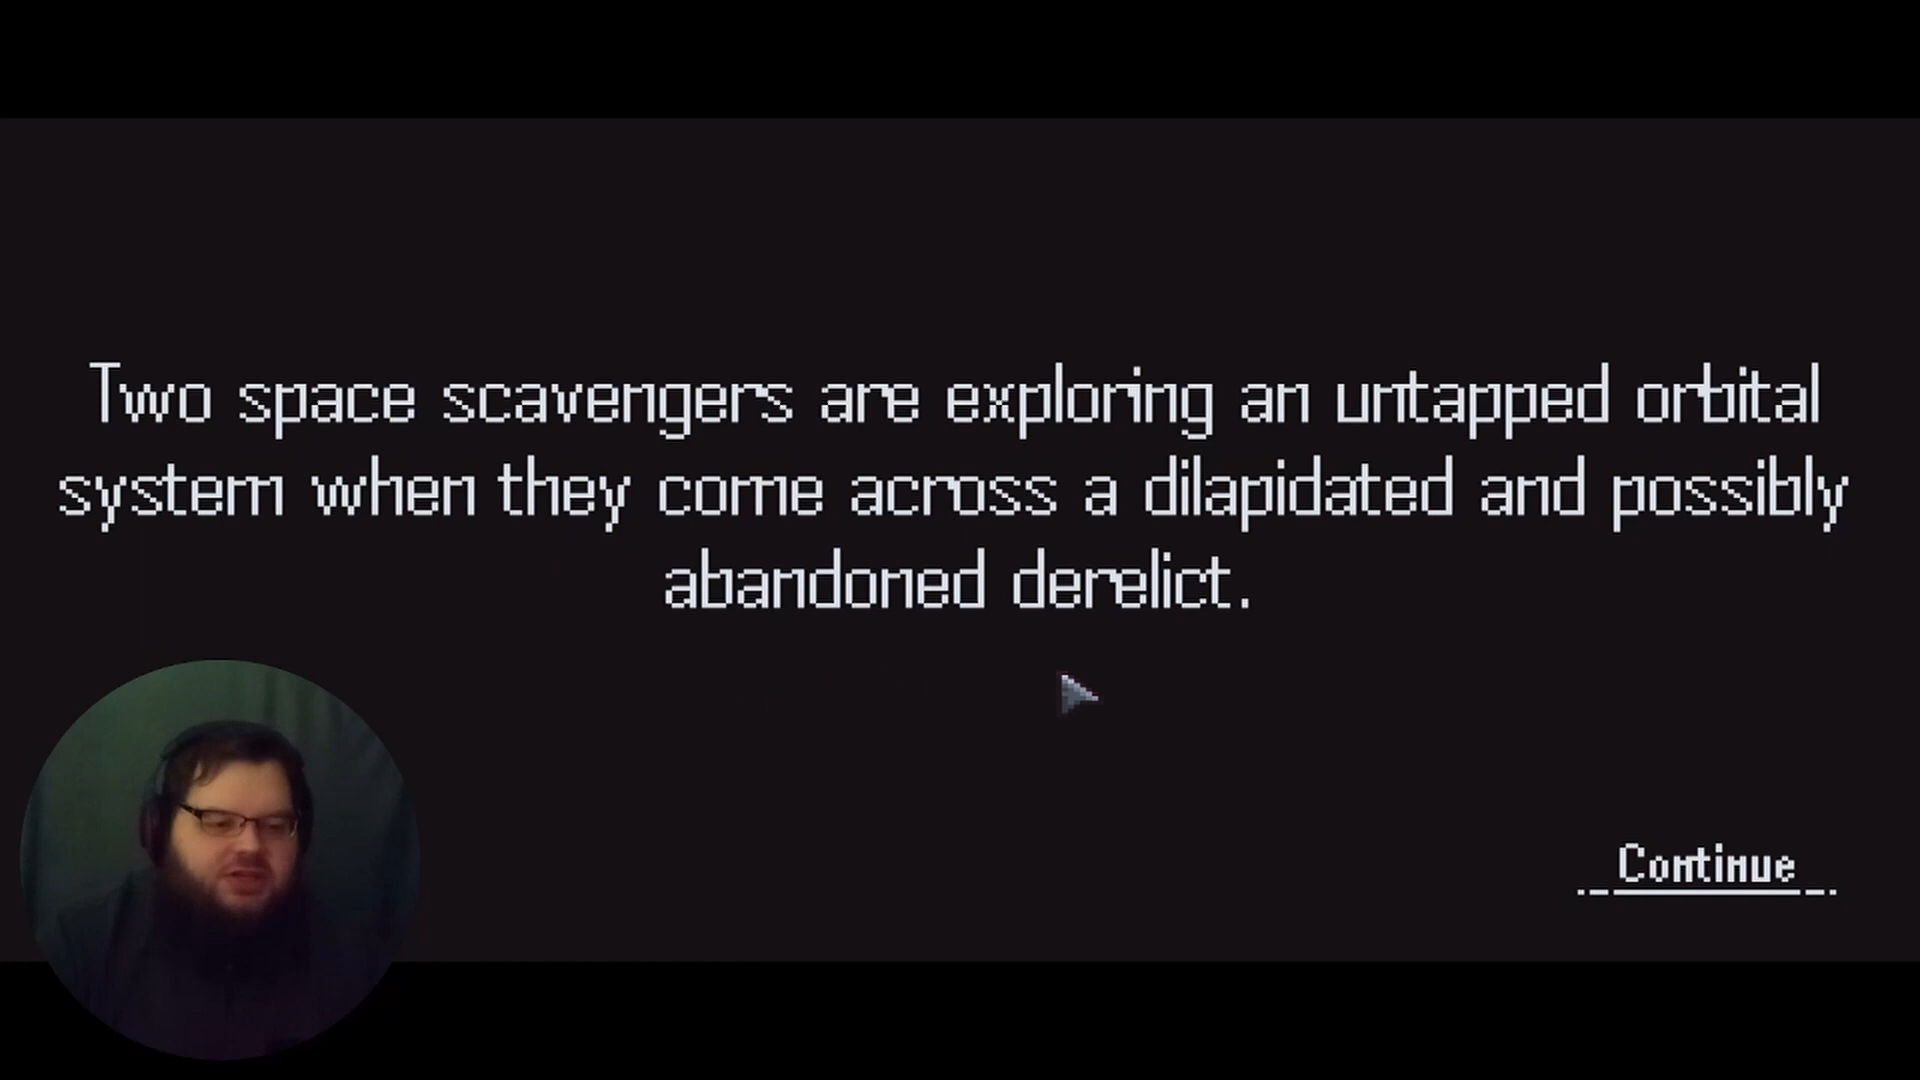 Two space scavengers are exploring an untapped orbital
system when they come across a dilapidated and possibly
abandoned derelict.
Continue